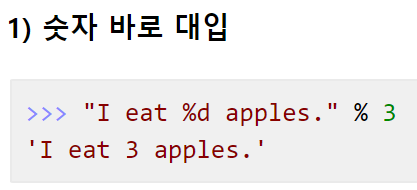 1) 숫자 바로 대입
>>> "I eat %d apples." % 3
'I eat 3 apples.'